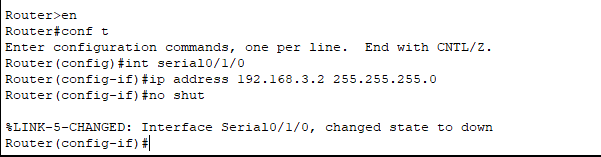 Router>en
Router#conf t
Enter configuration commands, one per line.  End with CNTL/Z.
Router(config)#int serial0/1/0
Router(config-if)#ip address 192.168.3.2 255.255.255.0
Router(config-if)#no shut
%LINK-5-CHANGED: Interface Serial0/1/0, changed state to down
Router(config-if)#